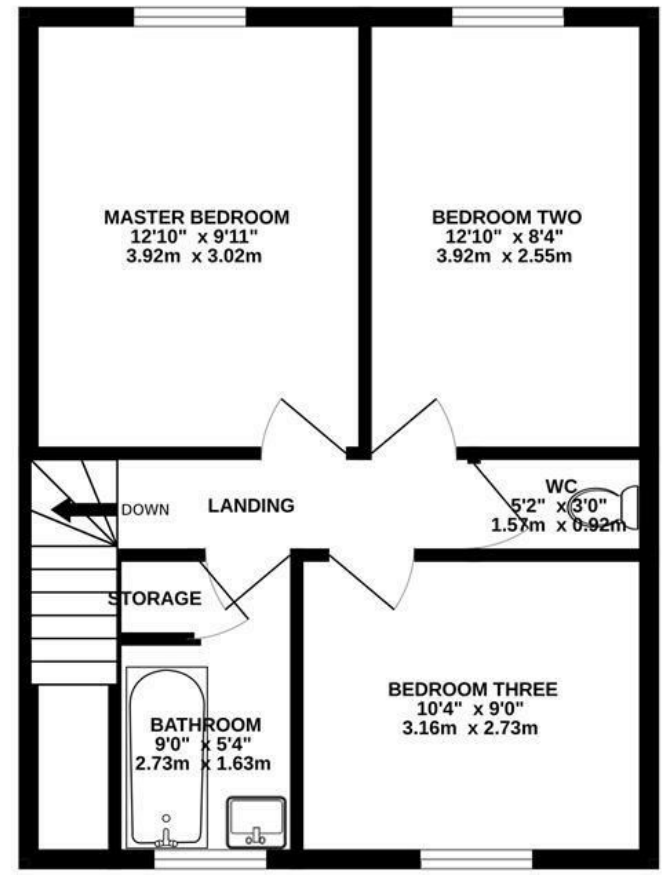 MASTER BEDROOM
12'10" x 9'11"
3.92m x 3.02m
BEDROOM TWO
12'10" x 8'4"
3.92m x 2.55m
DOWN
LANDING
WC
5'2" x 3'0"
1.57m x 0.92m
STORAGE
BEDROOM THREE
10'4" x 9'0"
3.16m x 2.73m
BATHROOM
9'0" x 5'4"
2.73m x 1.63m